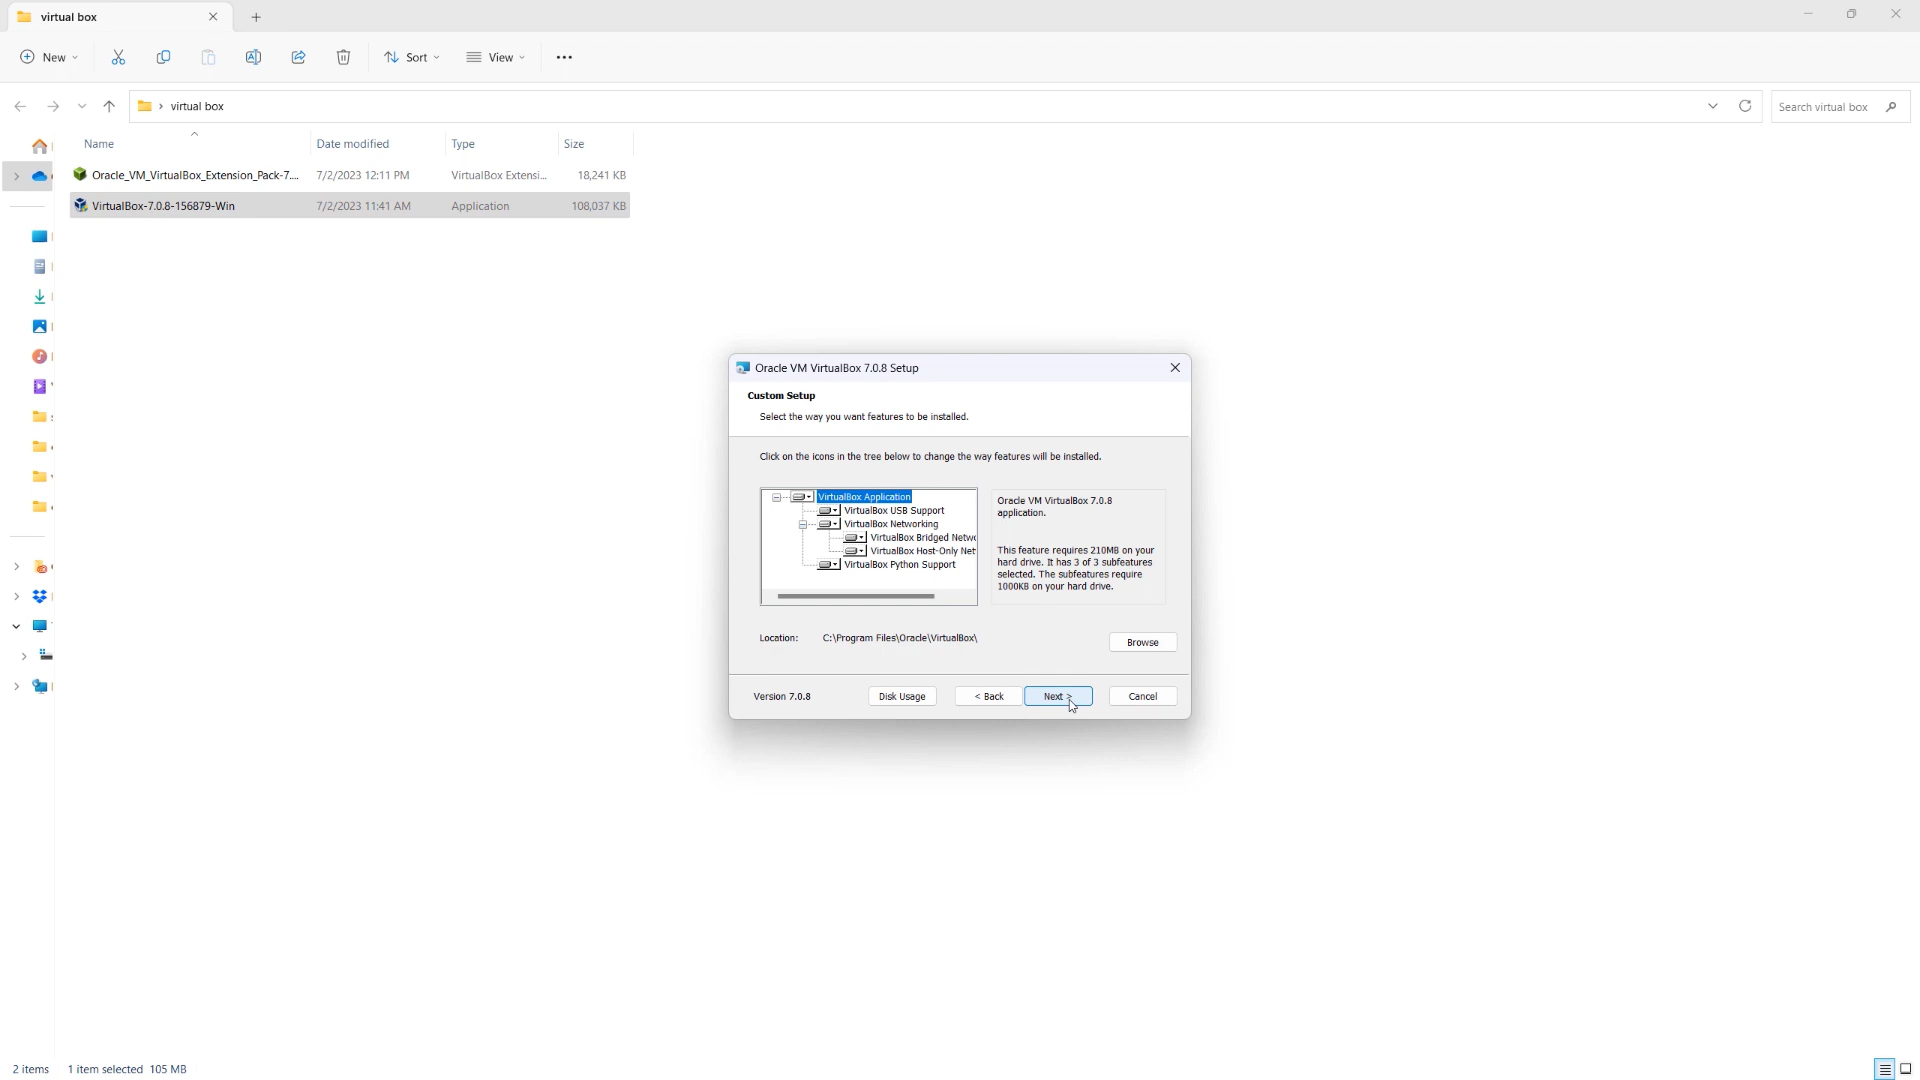 virtual box
New
Sort
View
virtual box
Search virtual box
Name
Date modified
Type
Size
Oracle_VM_VirtualBox_Extension_Pack-7....
7/2/2023 12:11 PM
VirtualBox Extensi...
18,241 KB
VirtualBox-7.0.8-156879-Win
7/2/2023 11:41 AM
Application
108,037 KB
Oracle VM VirtualBox 7.0.8 Setup
Custom Setup
Select the way you want features to be installed.
Click on the icons in the tree below to change the way features will be installed.
VirtualBox Application
VirtualBox USB Support
VirtualBox Networking
VirtualBox Bridged Netw
VirtualBox Host-Only Net
VirtualBox Python Support
Oracle VM VirtualBox 7.0.8
application.
This feature requires 210MB on your
hard drive. It has 3 of 3 subfeatures
selected. The subfeatures require
1000KB on your hard drive.
Location:
C:\Program Files\Oracle\VirtualBox\
Browse
Version 7.0.8
Disk Usage
< Back
Next >
Cancel
2 items
1 item selected 105 MB